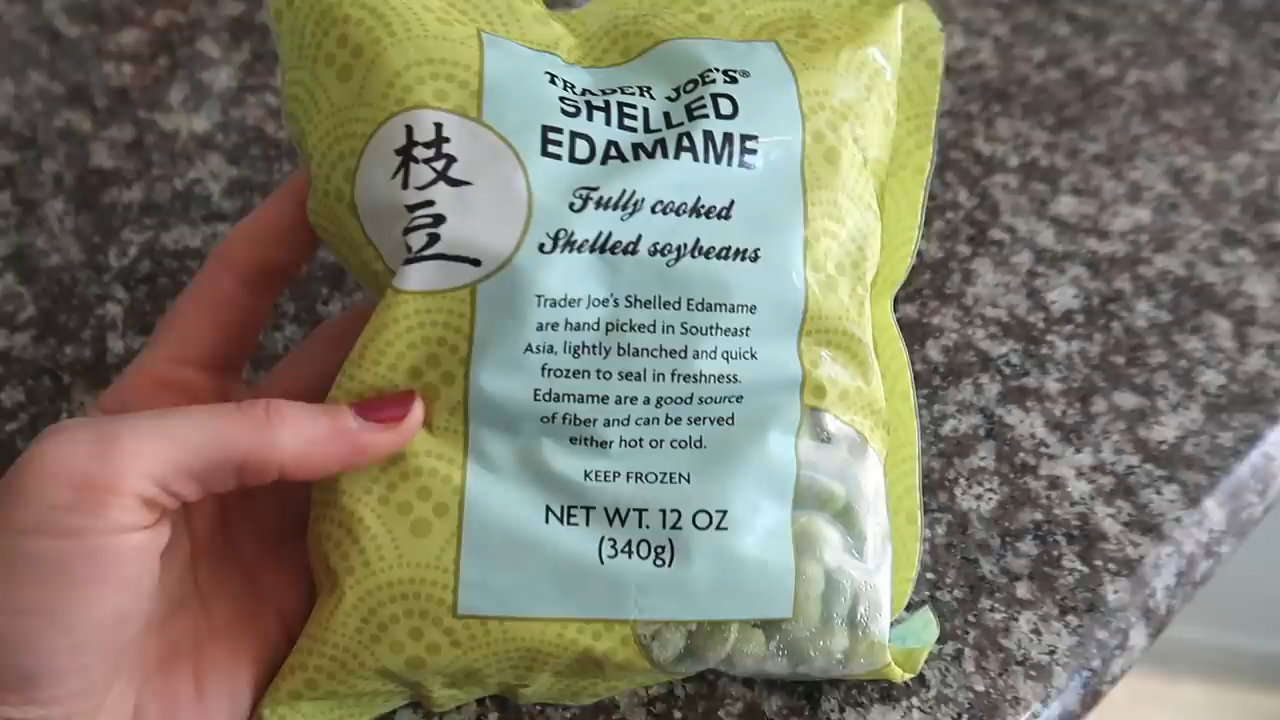 TRADER JOE'S®
SHELLED
EDAMAME
枝
豆
Fully cooked
Shelled soybeans
Trader Joe's Shelled Edamame
are hand picked in Southeast
Asia, lightly blanched and quick
frozen to seal in freshness.
Edamame are a good source
of fiber and can be served
either hot or cold.
KEEP FROZEN
NET WT. 12 OZ
(340g)